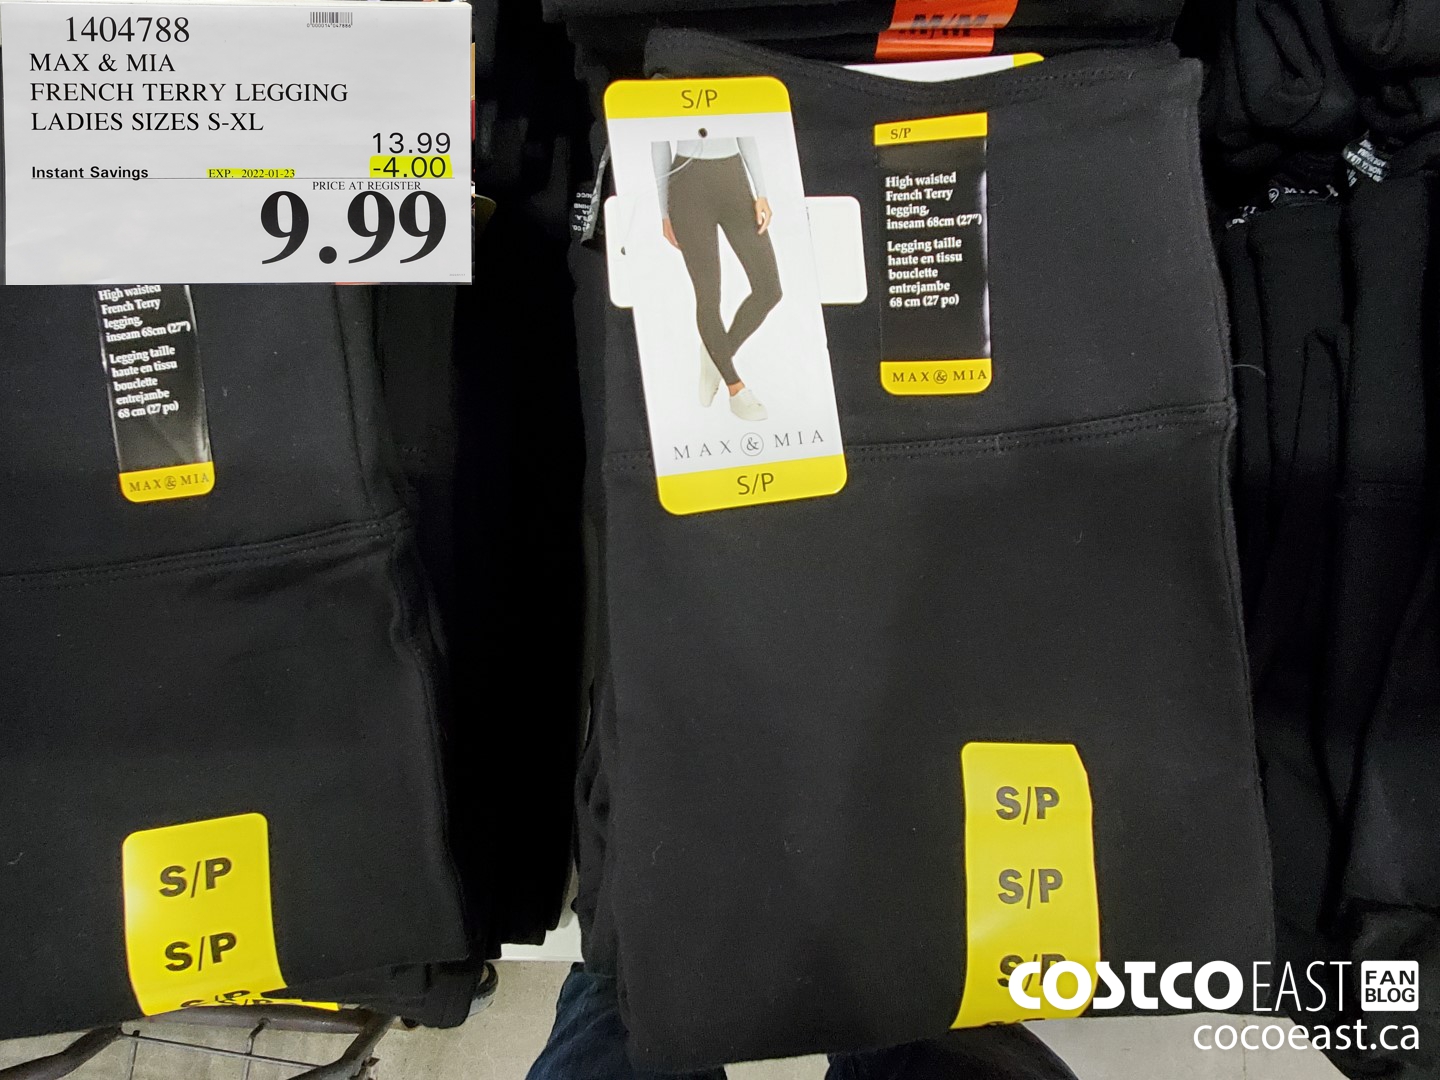 1404788
MAX & MIA
FRENCH TERRY LEGGING
LADIES SIZES S-XL
13.99
Instant Savings EXP. 2022-01-23 -4.00
PRICE AT REGISTER
9.99
High waisted
French Terry
legging,
inseam 68cm (27")
Legging taille
haute en tissu
bouclette
entrejambe
68 cm (27 po)
MAX & MIA
S/P
S/P
S/P
M/M
S/P
MAX & MIA
S/P
S/P
High waisted
French Terry
legging,
inseam 68cm (27")
Legging taille
haute en tissu
bouclette
entrejambe
68 cm (27 po)
MAX & MIA
S/P
S/P
S/P
COSTCO EAST FAN
BLOG
cocoeast.ca